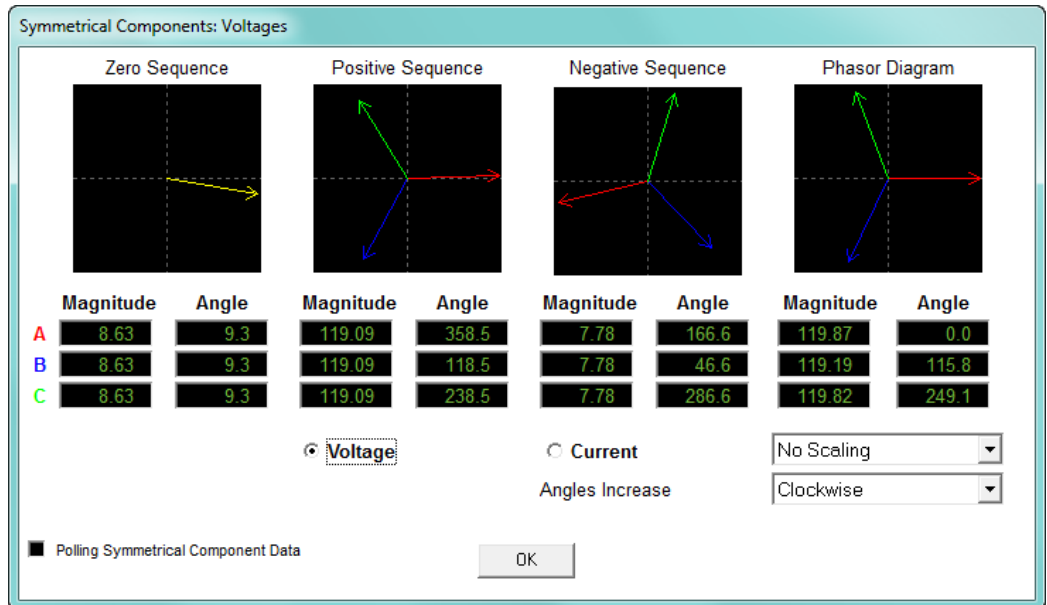 Symmetrical Components: Voltages
Zero Sequence Positive Sequence Negative Sequence Phasor Diagram
Magnitude Angle Magnitude Angle Magnitude Angle Magnitude Angle
A 8.63 9.3 119.09 358.5 7.78 166.6 119.87 0.0
B 8.63 9.3 119.09 118.5 7.78 46.6 119.19 115.8
C 8.63 9.3 119.09 238.5 7.78 286.6 119.82 249.1
Voltage Current No Scaling
Angles Increase Clockwise
Polling Symmetrical Component Data
OK